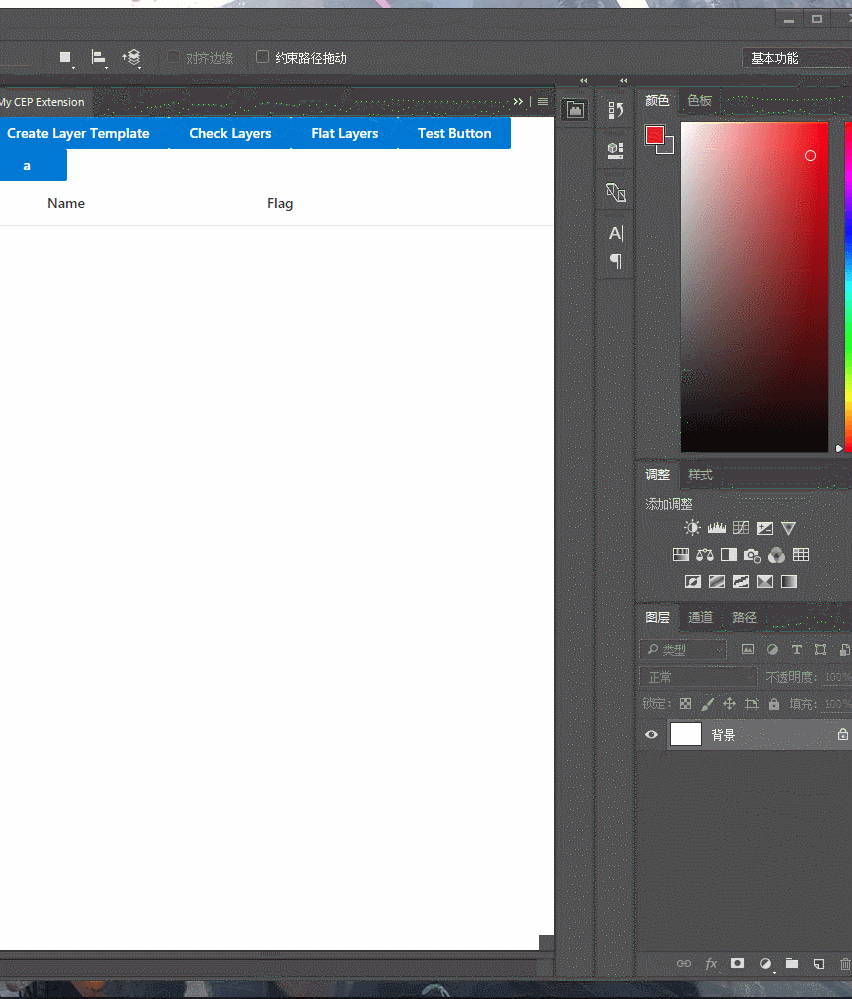 对齐边缘 约束路径拖动 基本功能
My CEP Extension
Create Layer Template Check Layers Flat Layers Test Button
a
Name Flag
颜色 色板
调整 样式
添加调整
图层 通道 路径
类型
正常 不透明度: 100%
锁定: 填充: 100%
背景
fx